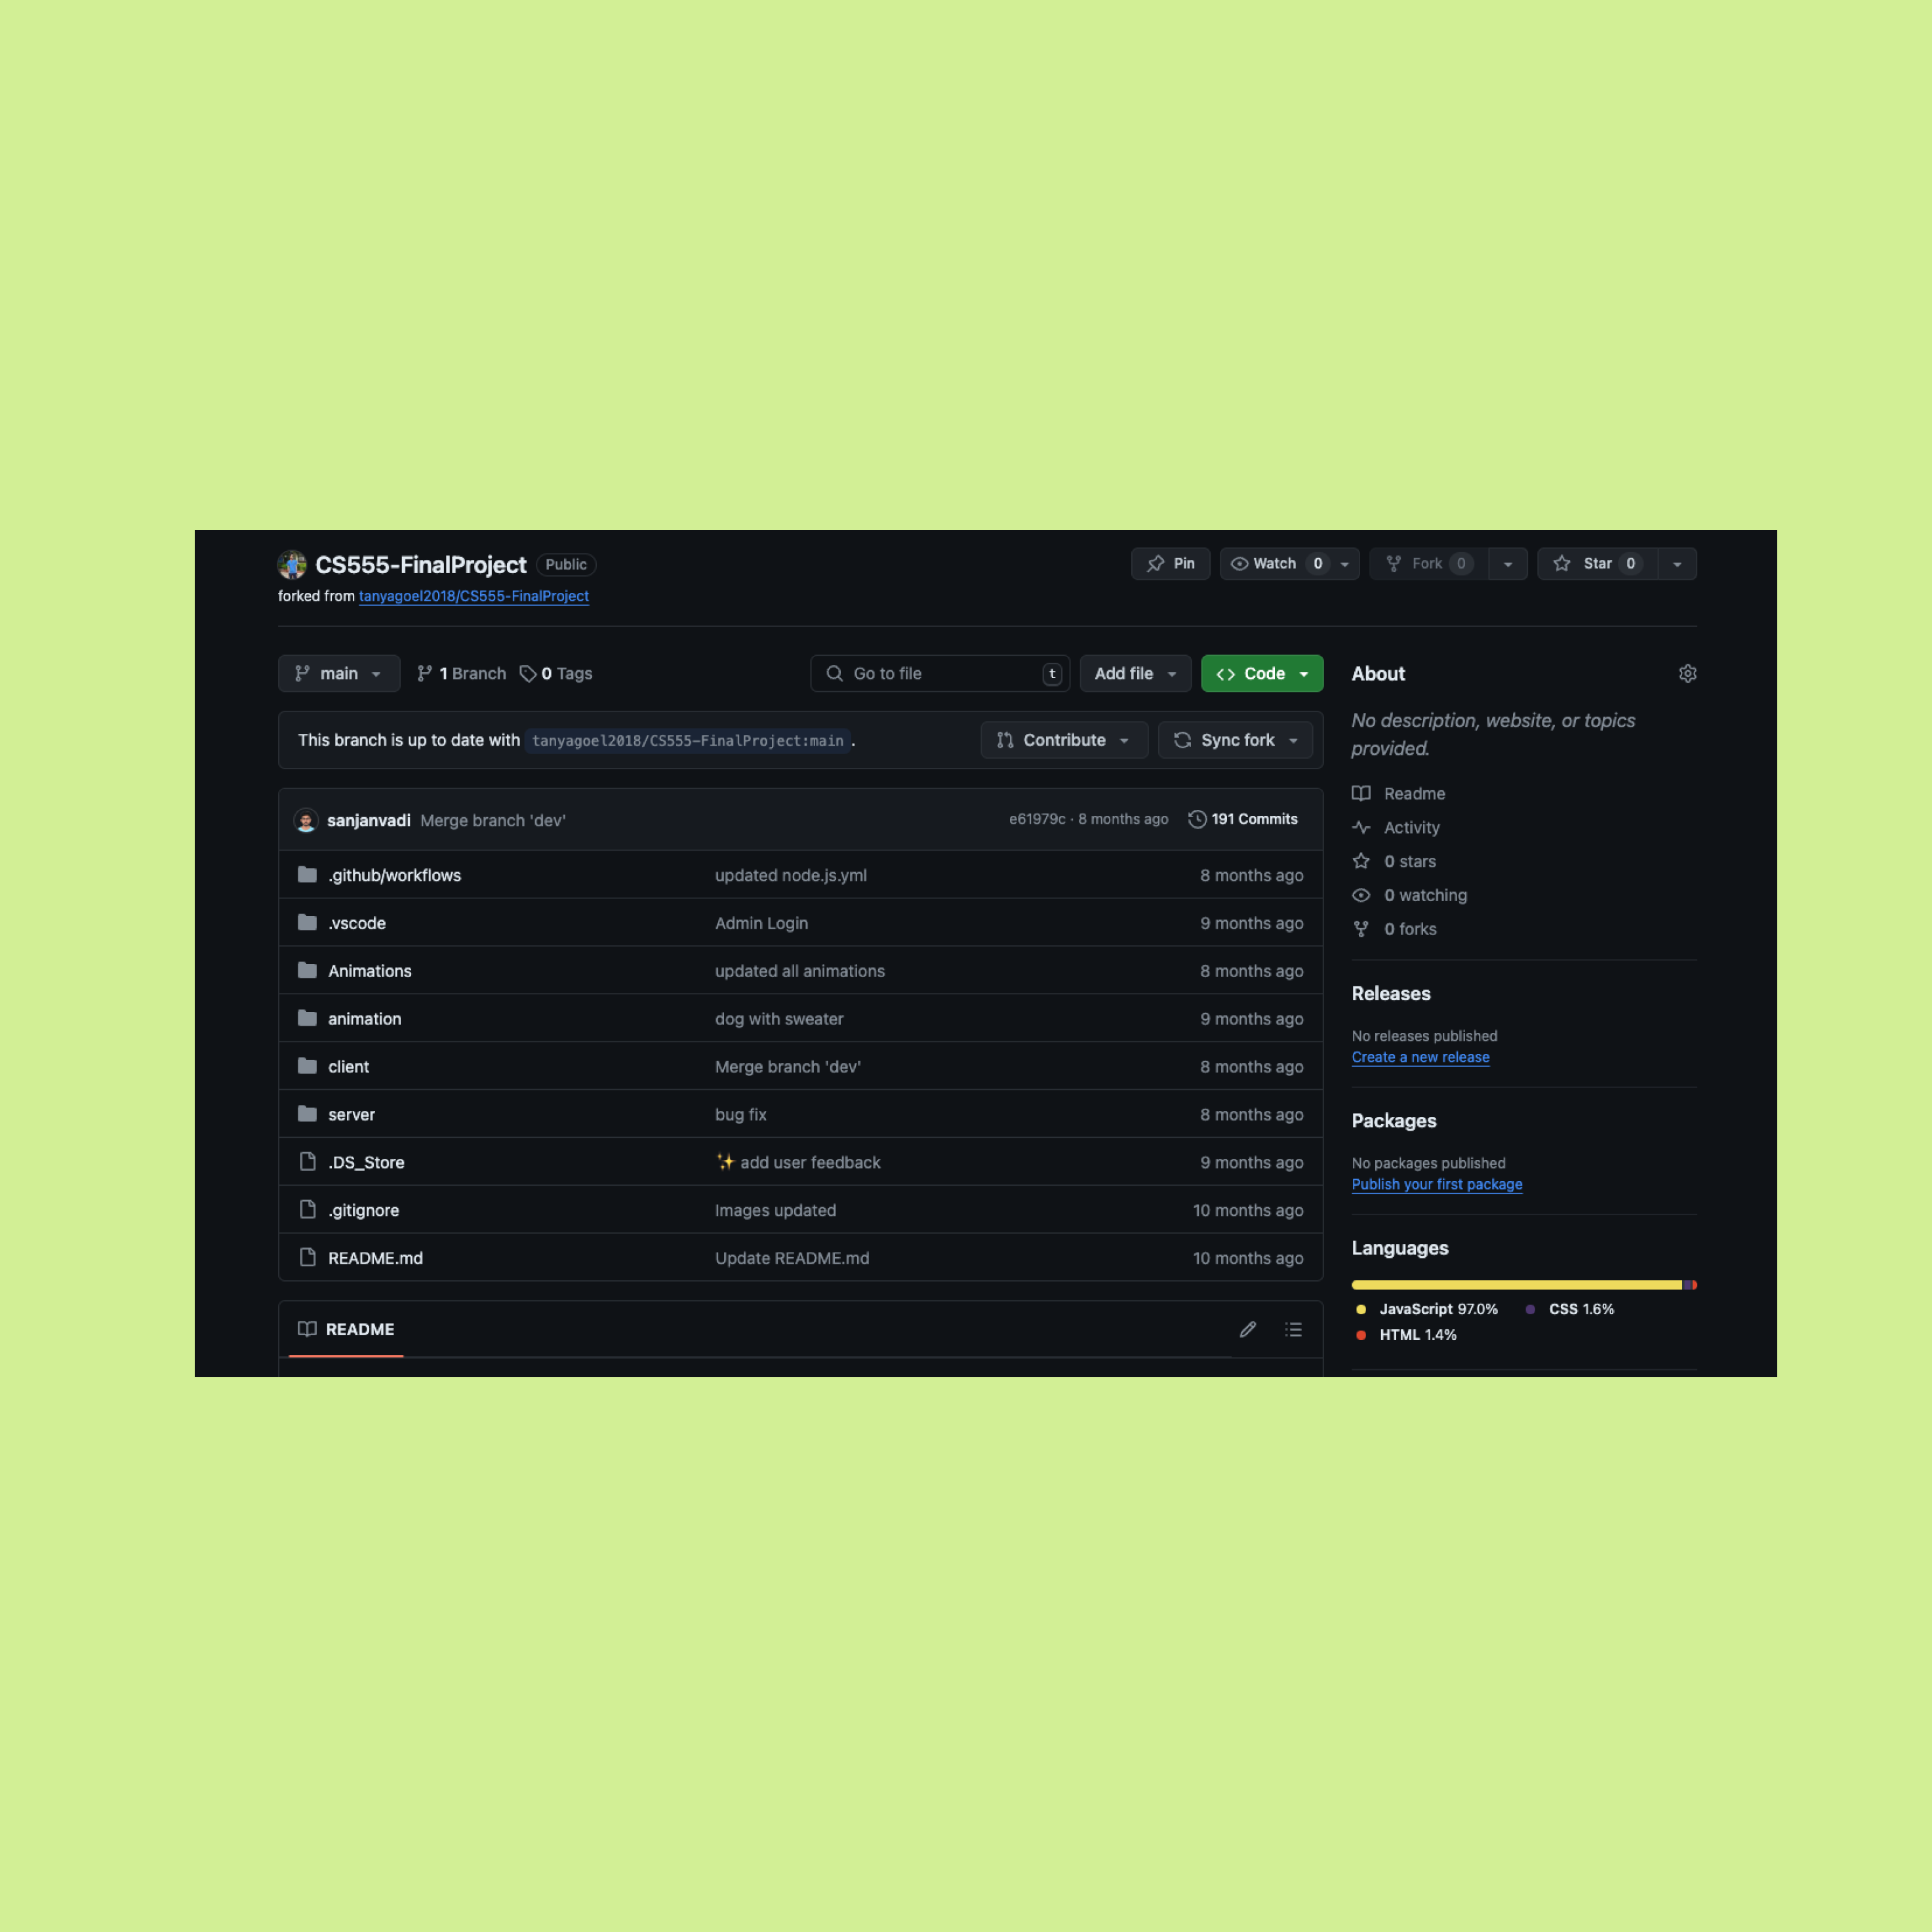 CS555-FinalProject Public Pin Watch 0 Fork 0 Star 0
forked from tanyagoel2018/CS555-FinalProject
main 1 Branch 0 Tags Go to file t Add file Code
This branch is up to date with tanyagoel2018/CS555-FinalProject:main . Contribute Sync fork
sanjanvadi Merge branch 'dev' e61979c · 8 months ago 191 Commits
.github/workflows updated node.js.yml 8 months ago
.vscode Admin Login 9 months ago
Animations updated all animations 8 months ago
animation dog with sweater 9 months ago
client Merge branch 'dev' 8 months ago
server bug fix 8 months ago
.DS_Store ✨ add user feedback 9 months ago
.gitignore Images updated 10 months ago
README.md Update README.md 10 months ago
README
About
No description, website, or topics
provided.
Readme
Activity
0 stars
0 watching
0 forks
Releases
No releases published
Create a new release
Packages
No packages published
Publish your first package
Languages
JavaScript 97.0% CSS 1.6%
HTML 1.4%